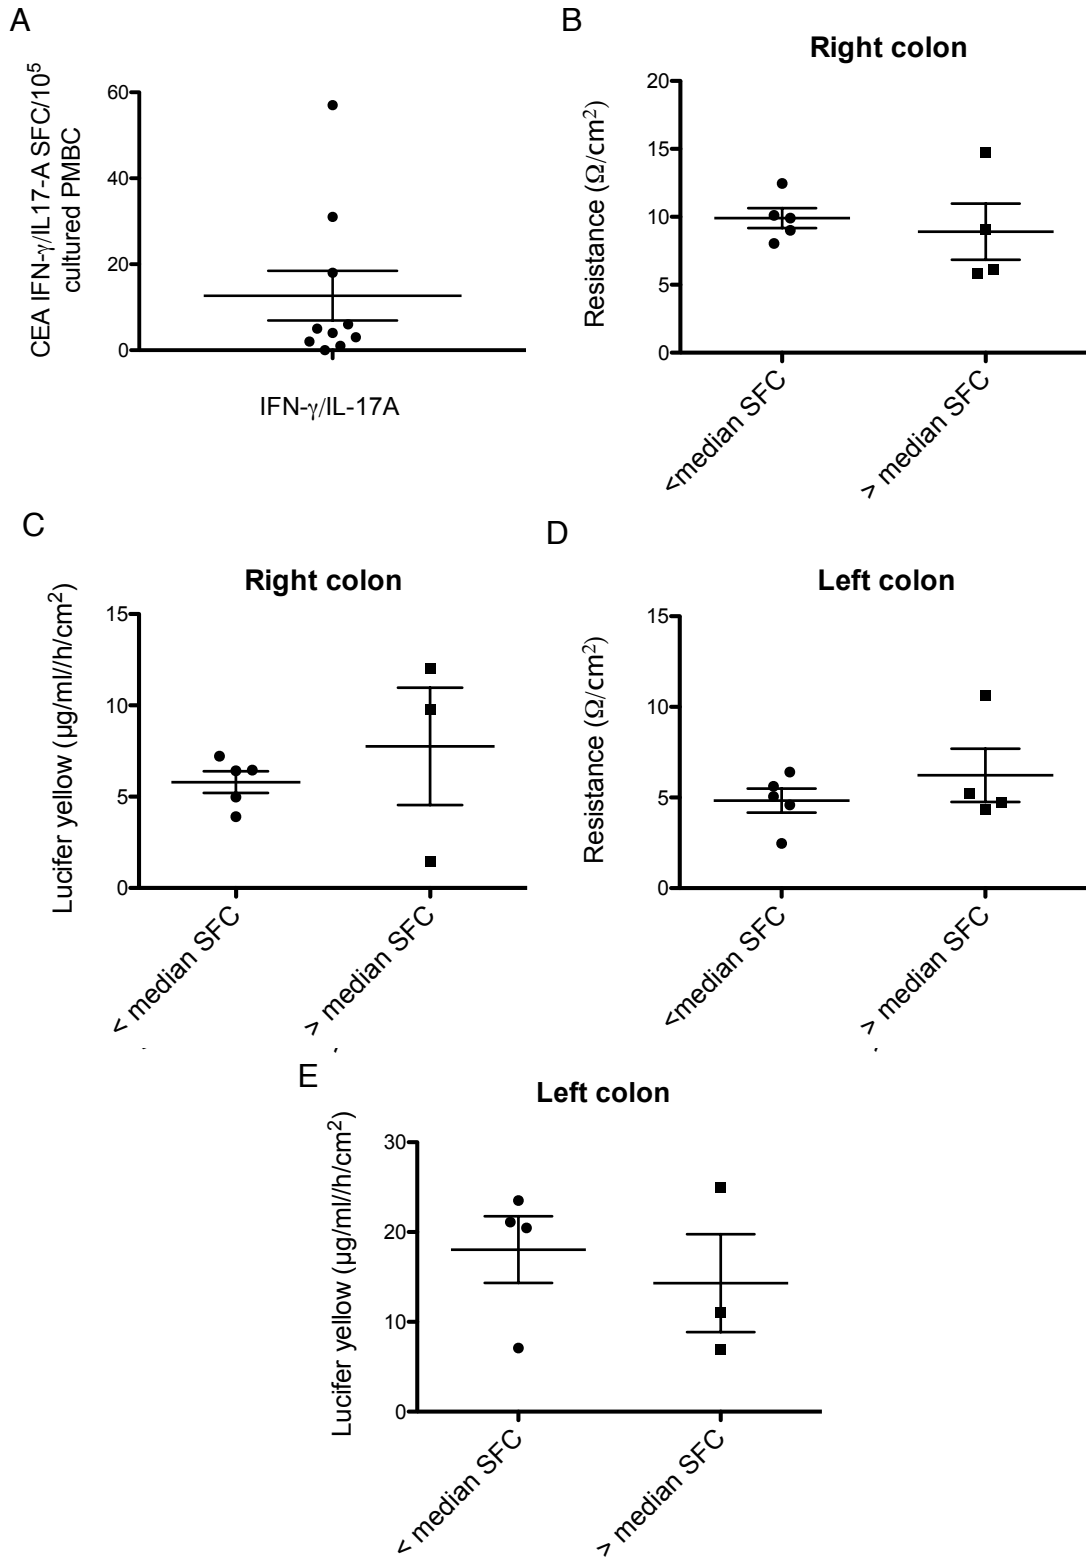 A
CEA IFN-γ/IL17-A SFC/10⁵
cultured PMBC
60
40
20
0
IFN-γ/IL-17A
B
Right colon
Resistance (Ω/cm²)
20
15
10
5
0
<median SFC
> median SFC
C
Right colon
Lucifer yellow (µg/ml//h/cm²)
15
10
5
0
< median SFC
> median SFC
D
Left colon
Resistance (Ω/cm²)
15
10
5
0
<median SFC
> median SFC
E
Left colon
Lucifer yellow (µg/ml//h/cm²)
30
20
10
0
< median SFC
> median SFC